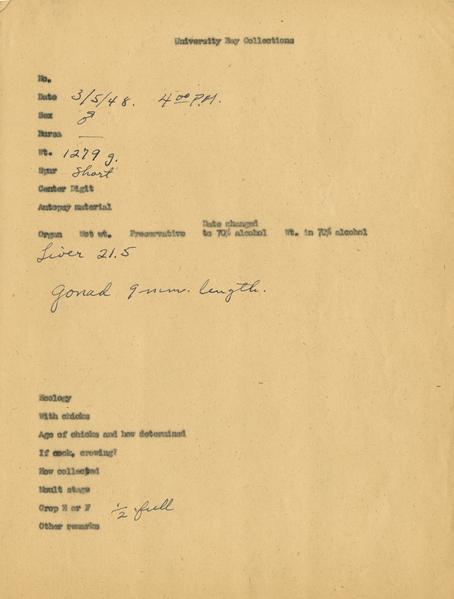 University Bay Collections
No.
Date 3/5/48. 4 00 P.M.
Sex ♂
Bursa —
Wt. 1279 g.
Spur Short
Center Digit
Autopsy material
Organ Wet wt. Preservative Date changed to 70% alcohol Wt. in 70% alcohol
Liver 21.5
Gonad 9 mm. length.
Ecology
With chicks
Age of chicks and how determined
If cock, crowing?
How collected
Moult stage
Crop E or F 1/2 full
Other remarks